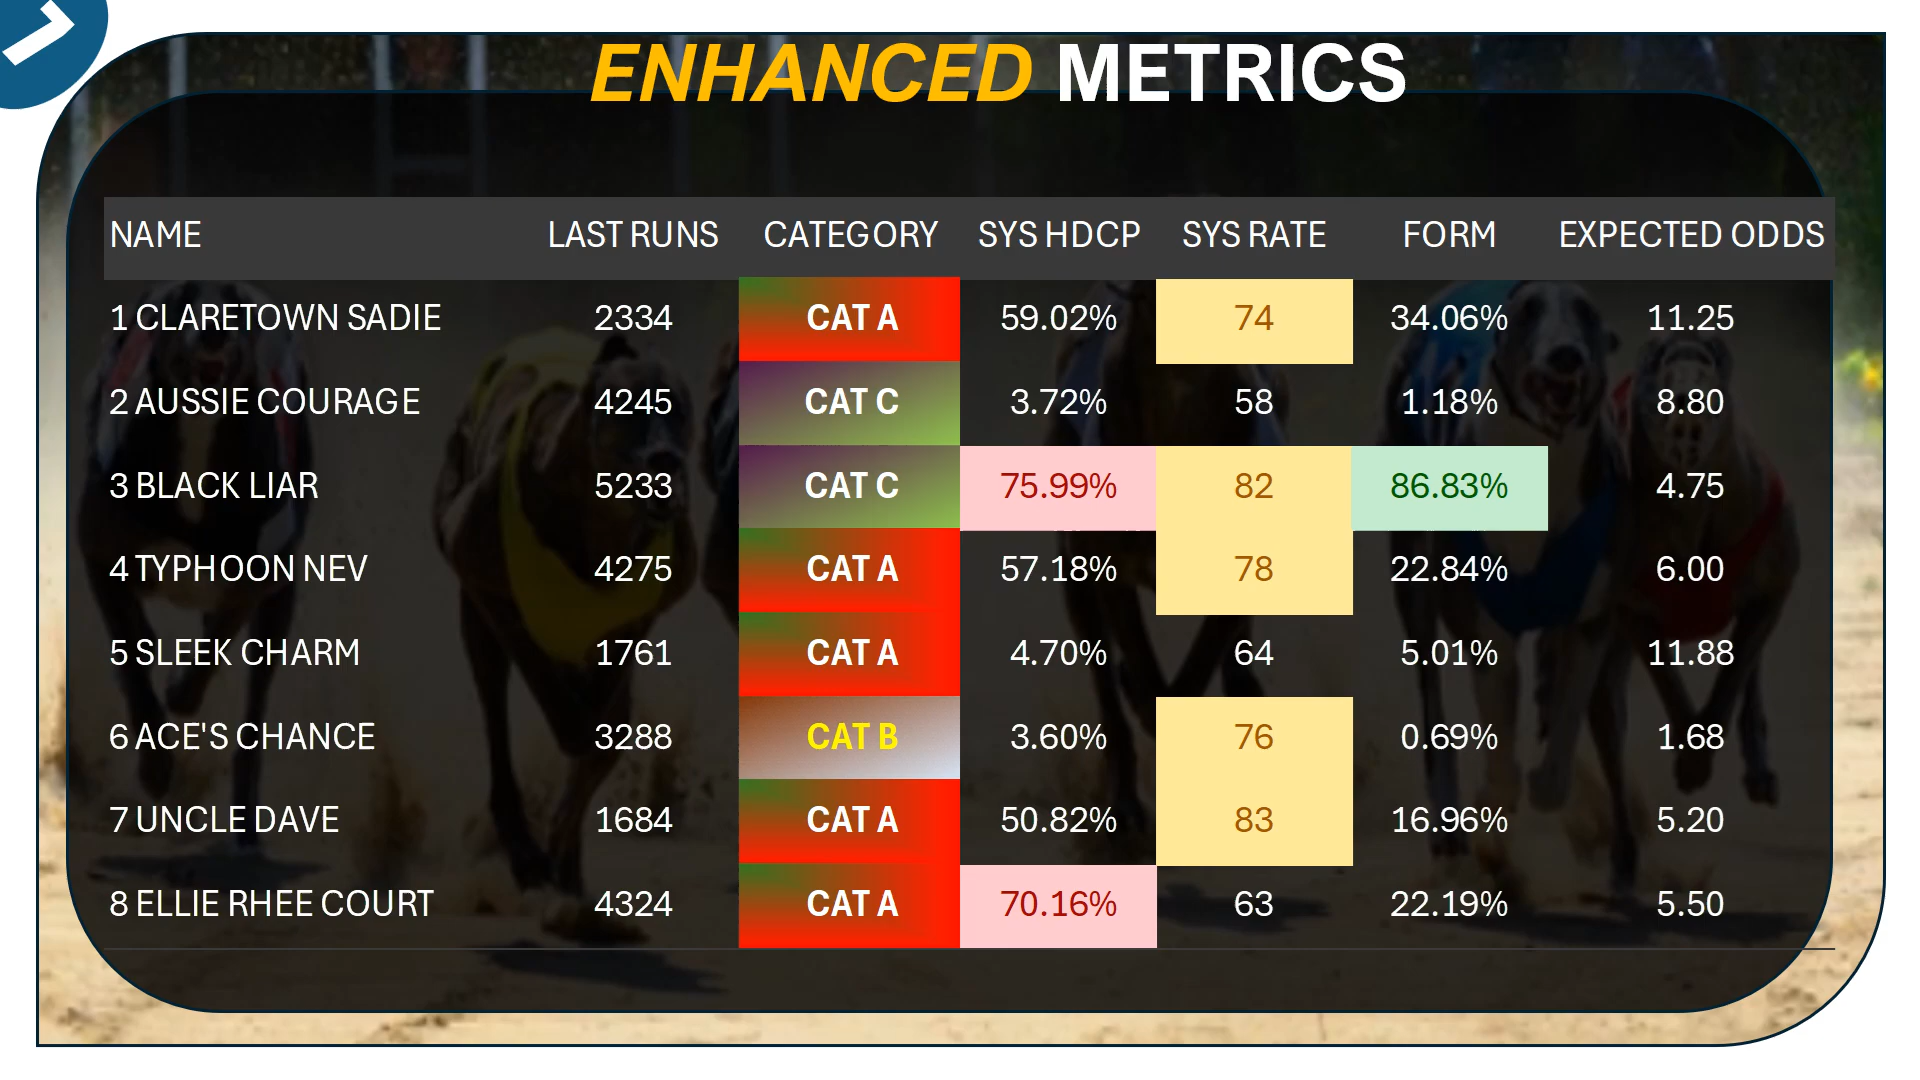 ENHANCED METRICS
NAME LAST RUNS CATEGORY SYS HDCP SYS RATE FORM EXPECTED ODDS
1 CLARETOWN SADIE 2334 CAT A 59.02% 74 34.06% 11.25
2 AUSSIE COURAGE 4245 CAT C 3.72% 58 1.18% 8.80
3 BLACK LIAR 5233 CAT C 75.99% 82 86.83% 4.75
4 TYPHOON NEV 4275 CAT A 57.18% 78 22.84% 6.00
5 SLEEK CHARM 1761 CAT A 4.70% 64 5.01% 11.88
6 ACE'S CHANCE 3288 CAT B 3.60% 76 0.69% 1.68
7 UNCLE DAVE 1684 CAT A 50.82% 83 16.96% 5.20
8 ELLIE RHEE COURT 4324 CAT A 70.16% 63 22.19% 5.50